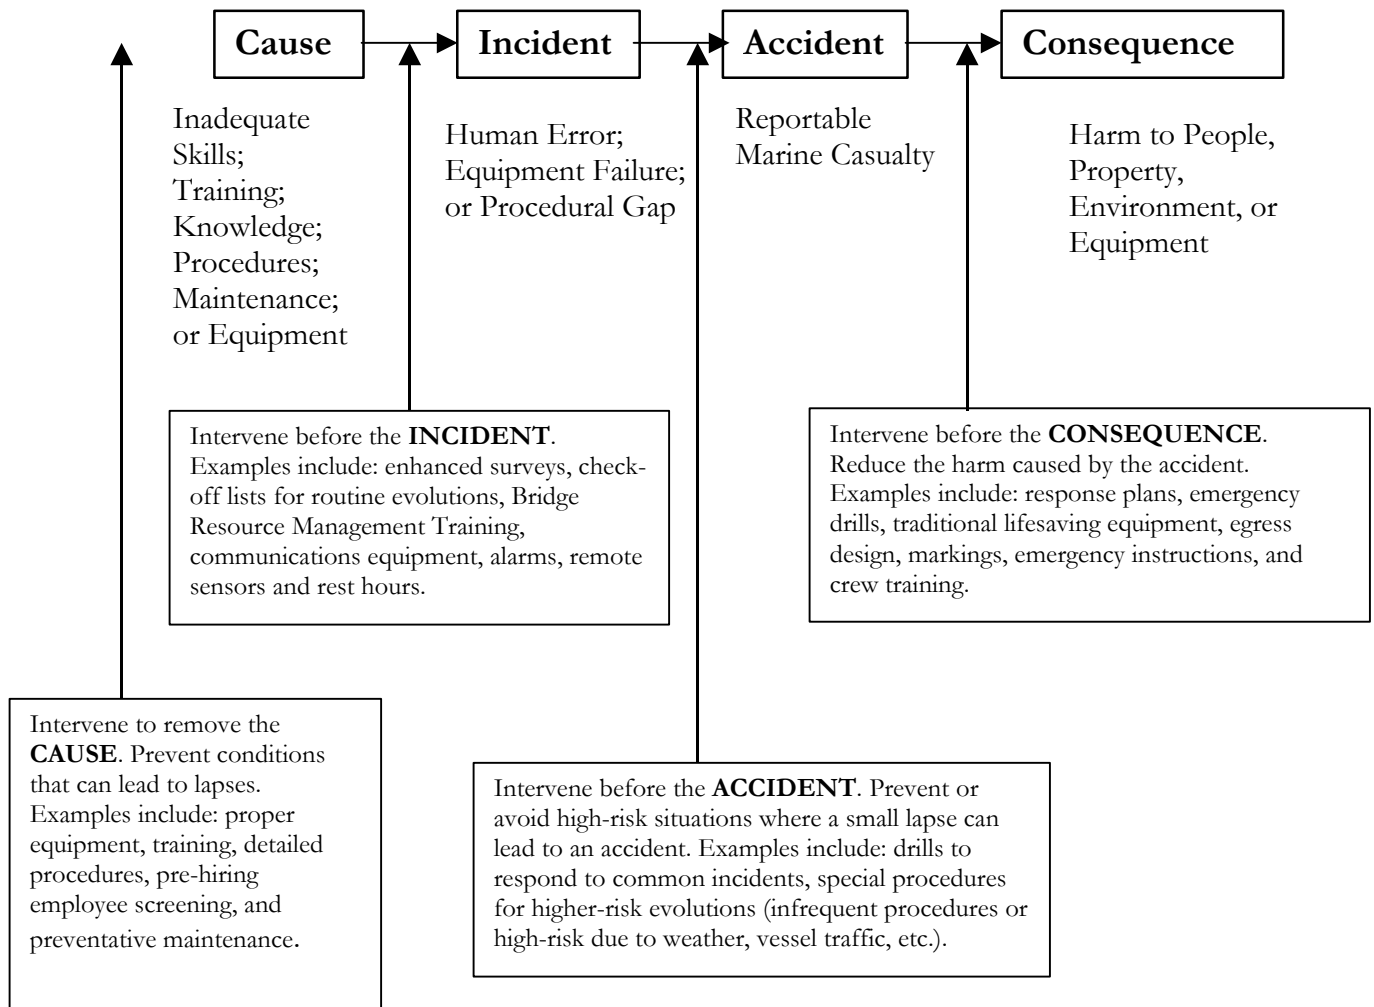 Cause
Incident
Accident
Consequence
Inadequate
Skills;
Training;
Knowledge;
Procedures;
Maintenance;
or Equipment
Human Error;
Equipment Failure;
or Procedural Gap
Reportable
Marine Casualty
Harm to People,
Property,
Environment, or
Equipment
Intervene before the INCIDENT.
Examples include: enhanced surveys, check-
off lists for routine evolutions, Bridge
Resource Management Training,
communications equipment, alarms, remote
sensors and rest hours.
Intervene before the CONSEQUENCE.
Reduce the harm caused by the accident.
Examples include: response plans, emergency
drills, traditional lifesaving equipment, egress
design, markings, emergency instructions, and
crew training.
Intervene to remove the
CAUSE. Prevent conditions
that can lead to lapses.
Examples include: proper
equipment, training, detailed
procedures, pre-hiring
employee screening, and
preventative maintenance.
Intervene before the ACCIDENT. Prevent or
avoid high-risk situations where a small lapse can
lead to an accident. Examples include: drills to
respond to common incidents, special procedures
for higher-risk evolutions (infrequent procedures or
high-risk due to weather, vessel traffic, etc.).